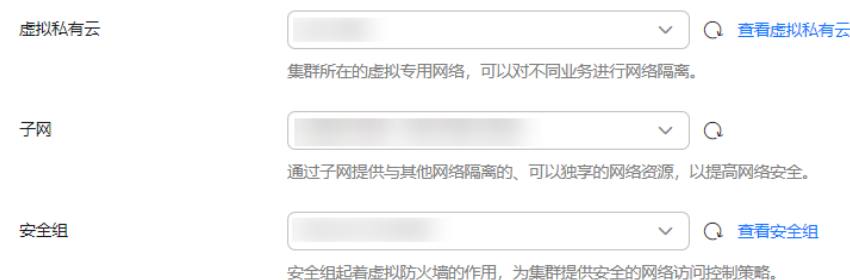 虚拟私有云 查看虚拟私有云
集群所在的虚拟专用网络，可以对不同业务进行网络隔离。
子网
通过子网提供与其他网络隔离的、可以独享的网络资源，以提高网络安全。
安全组 查看安全组
安全组起着虚拟防火墙的作用，为集群提供安全的网络访问控制策略。